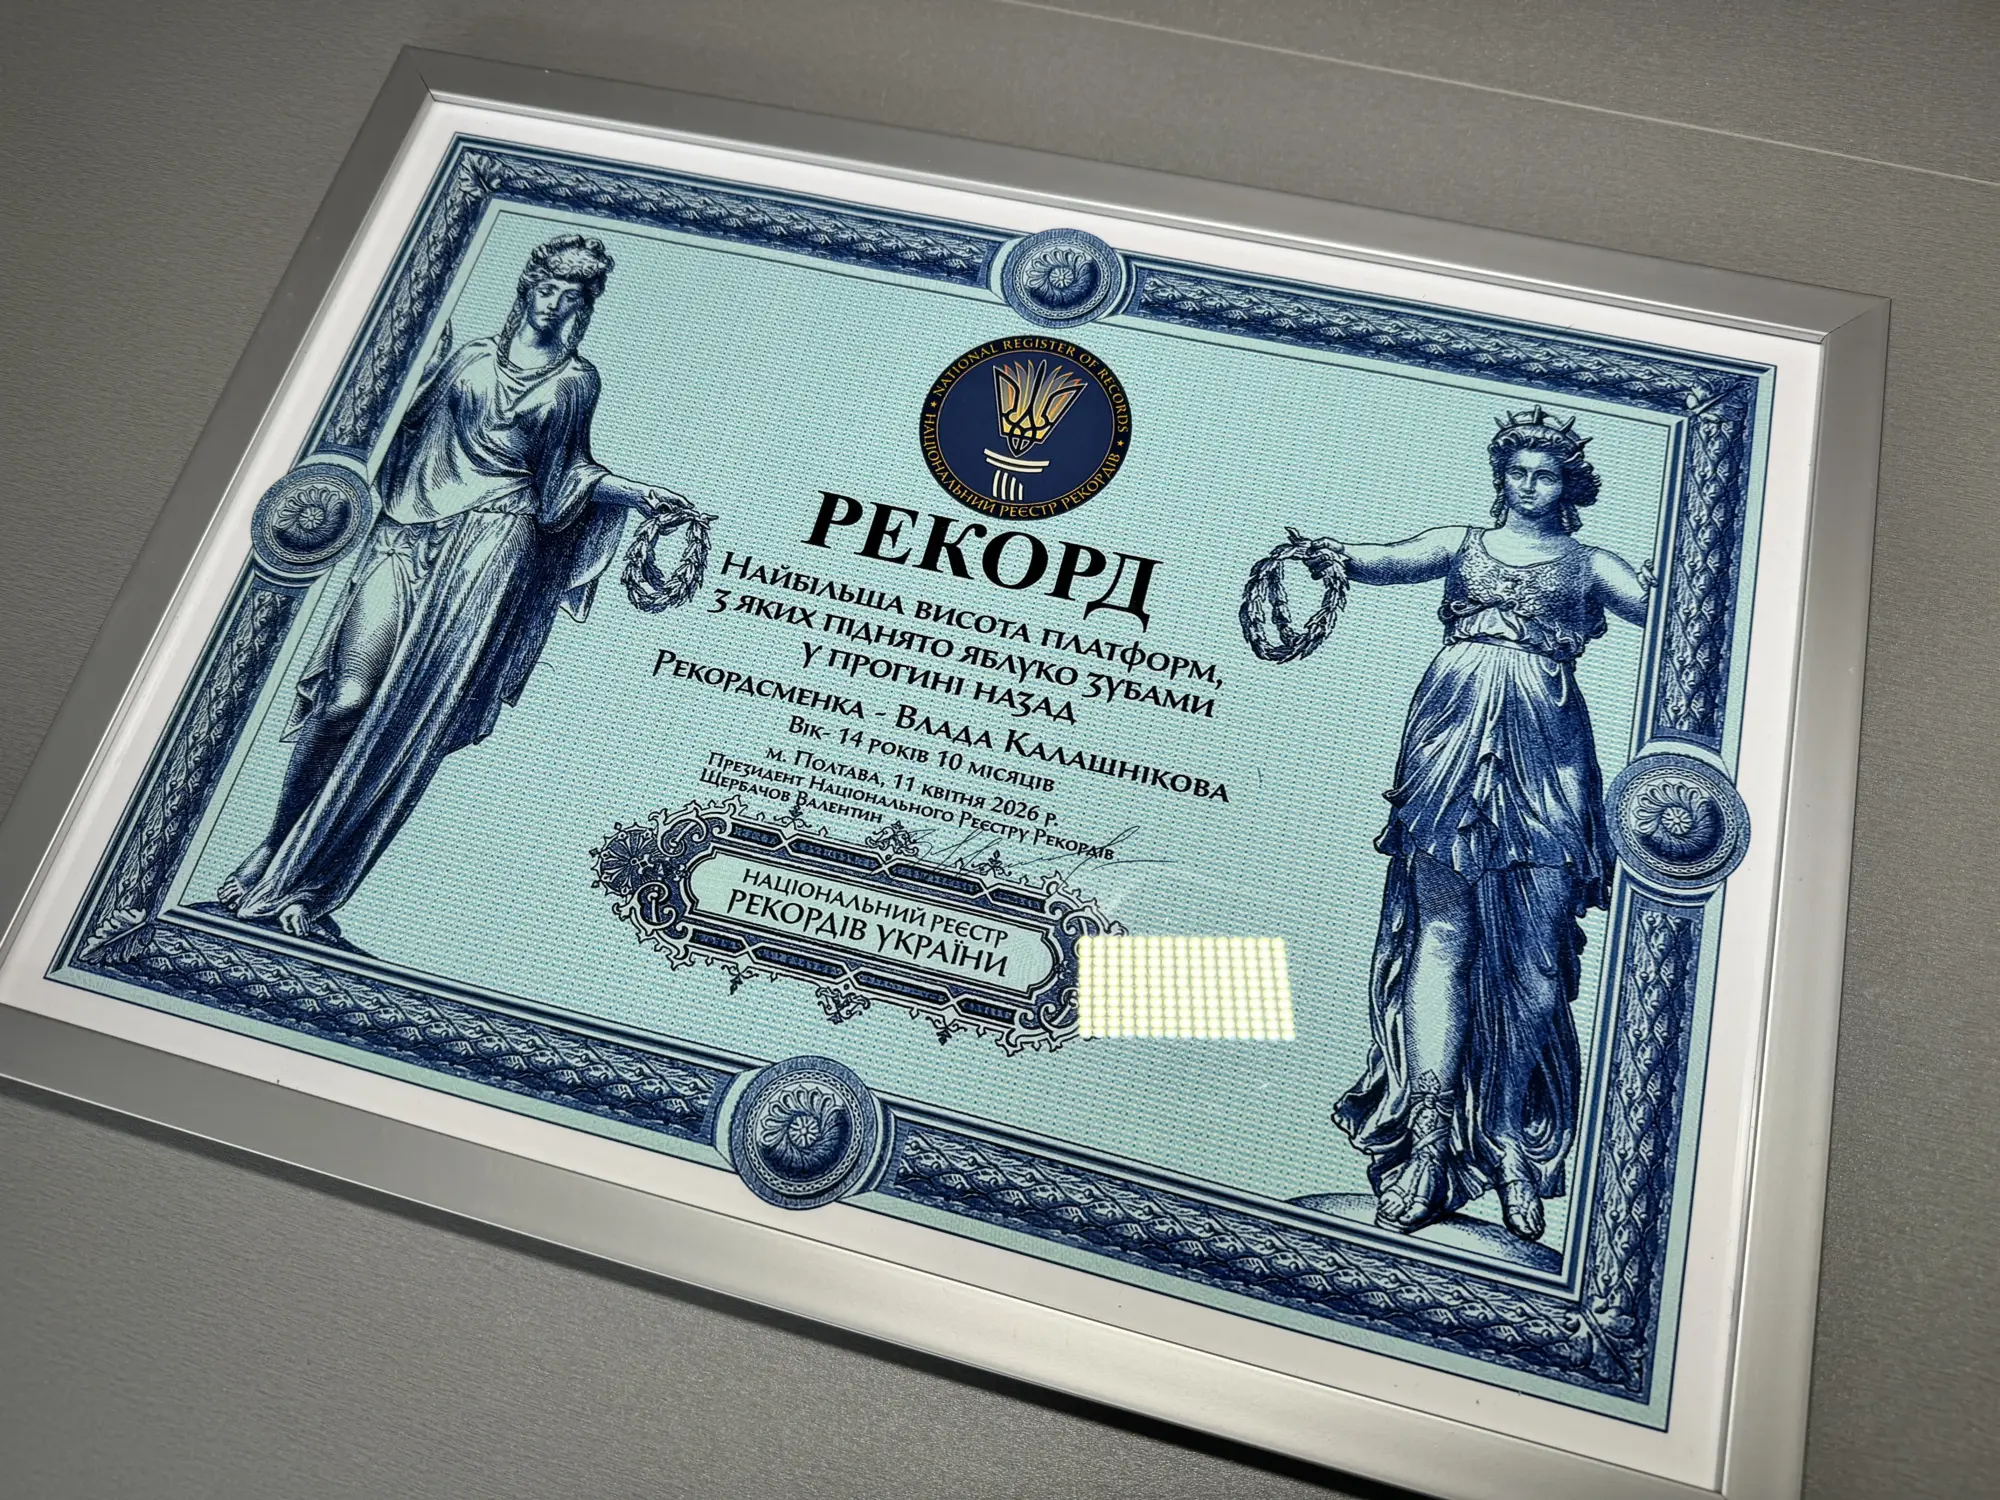 NATIONAL REGISTER OF RECORDS
НАЦІОНАЛЬНИЙ РЕЄСТР РЕКОРДІВ
РЕКОРД
Найбільша висота платформ,
з яких піднято яблуко зубами
у прогині назад
Рекордсменка - Влада Калашнікова
Вік- 14 років 10 місяців
м. Полтава, 11 квітня 2026 р.
Президент Національного Реєстру Рекордів
Щербачов Валентин
НАЦІОНАЛЬНИЙ РЕЄСТР
РЕКОРДІВ УКРАЇНИ